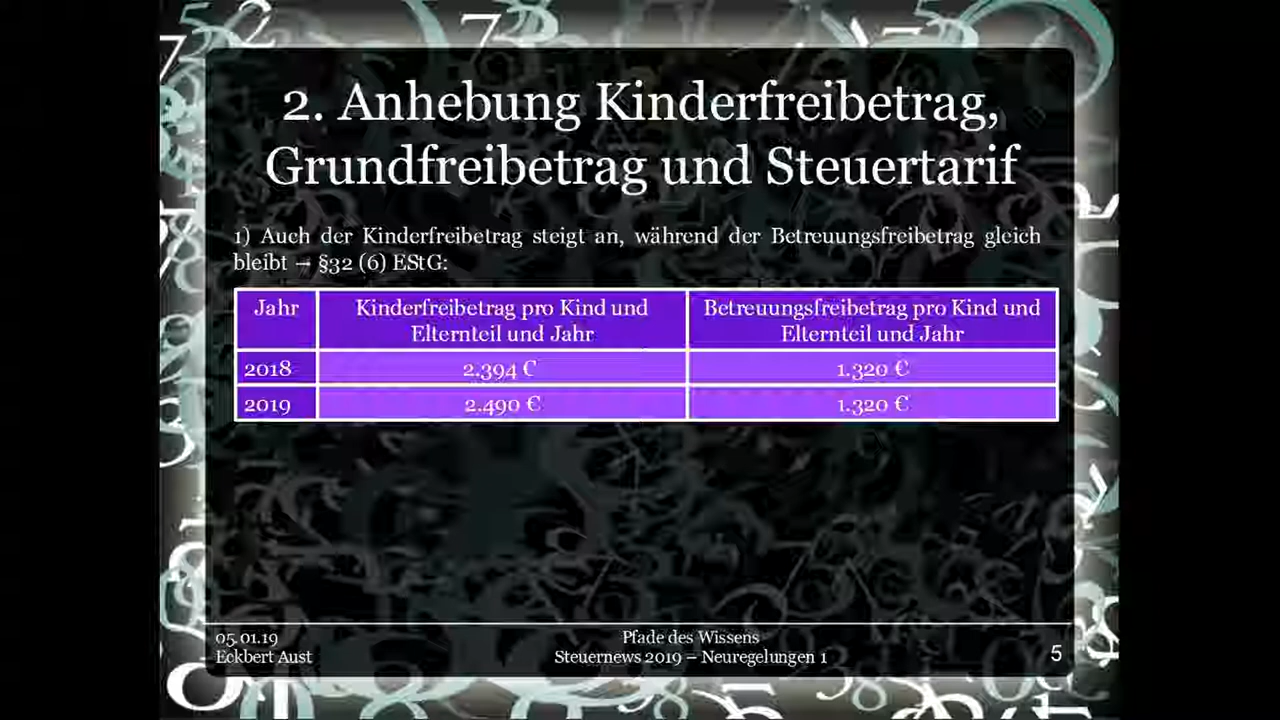 2. Anhebung Kinderfreibetrag,
Grundfreibetrag und Steuertarif
1) Auch der Kinderfreibetrag steigt an, während der Betreuungsfreibetrag gleich
bleibt → §32 (6) EStG:
Jahr
Kinderfreibetrag pro Kind und
Elternteil und Jahr
Betreuungsfreibetrag pro Kind und
Elternteil und Jahr
2018 2.394 € 1.320 €
2019 2.490 € 1.320 €
05.01.19
Eckbert Aust
Pfade des Wissens
Steuernews 2019 – Neuregelungen 1
5